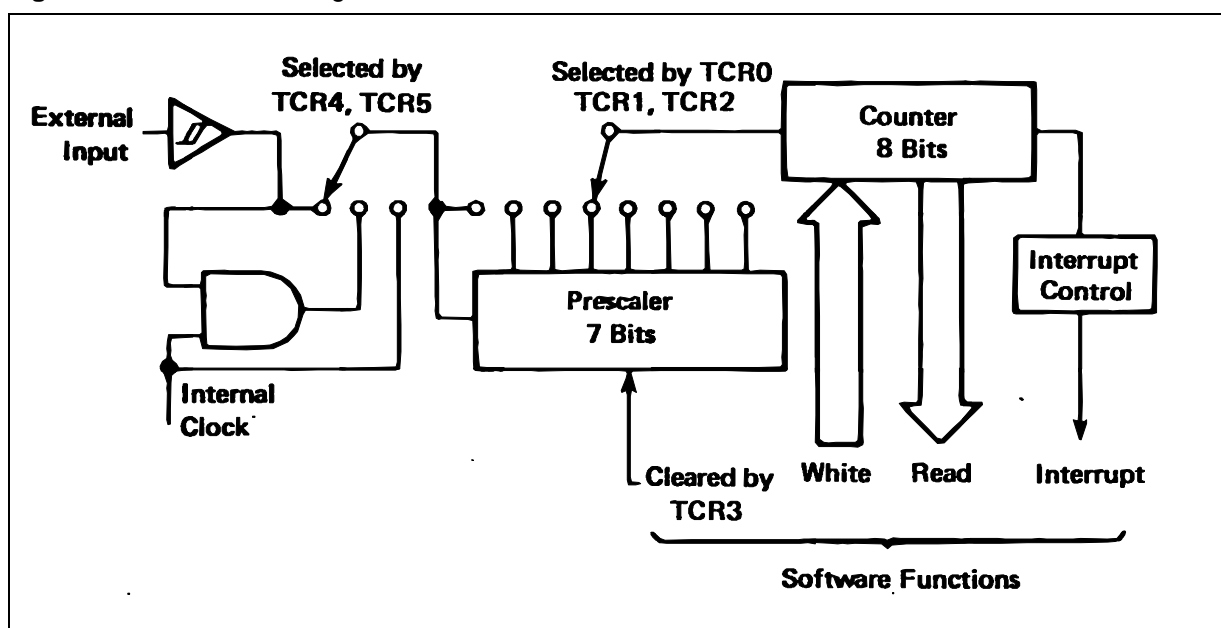 Selected by
TCR4, TCR5
Selected by TCR0
TCR1, TCR2
External
Input
Counter
8 Bits
Interrupt
Control
Prescaler
7 Bits
Internal
Clock
Cleared by
TCR3
White
Read
Interrupt
Software Functions